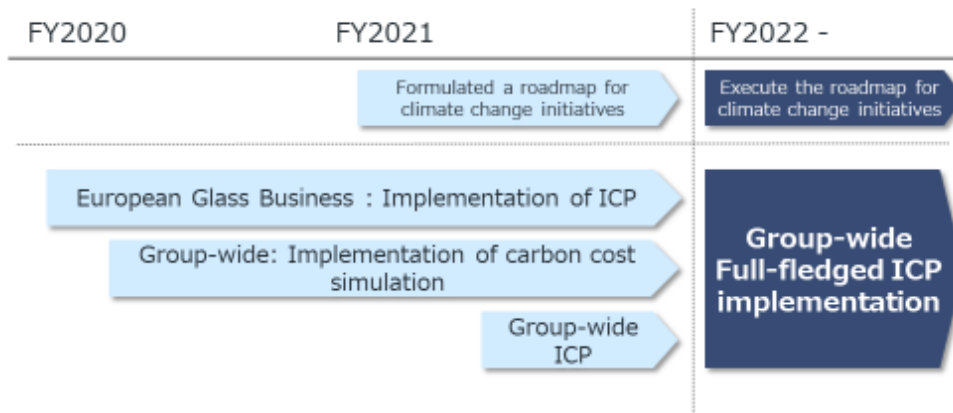 FY2020
FY2021
FY2022 -
Formulated a roadmap for
climate change initiatives
Execute the roadmap for
climate change initiatives
European Glass Business : Implementation of ICP
Group-wide: Implementation of carbon cost
simulation
Group-wide
ICP
Group-wide
Full-fledged ICP
implementation